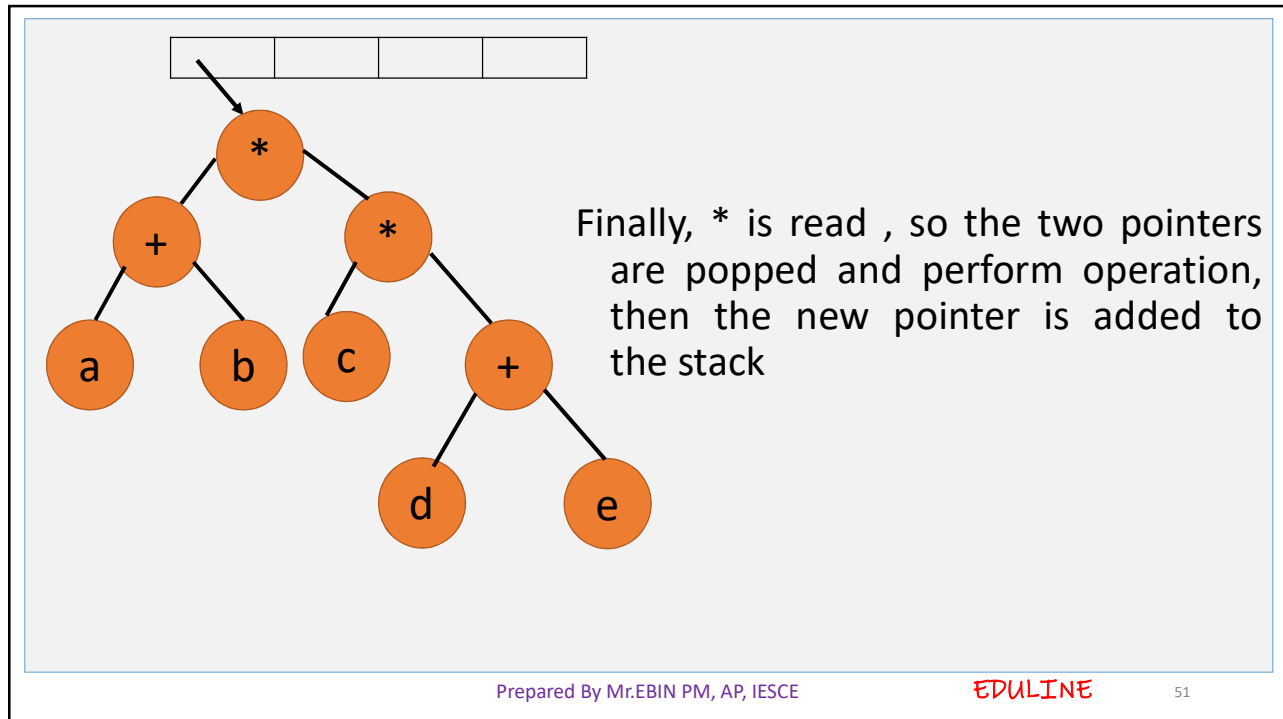 *
+
*
a
b
c
+
d
e
Finally, * is read , so the two pointers
are popped and perform operation,
then the new pointer is added to
the stack
Prepared By Mr.EBIN PM, AP, IESCE
EDULINE
51